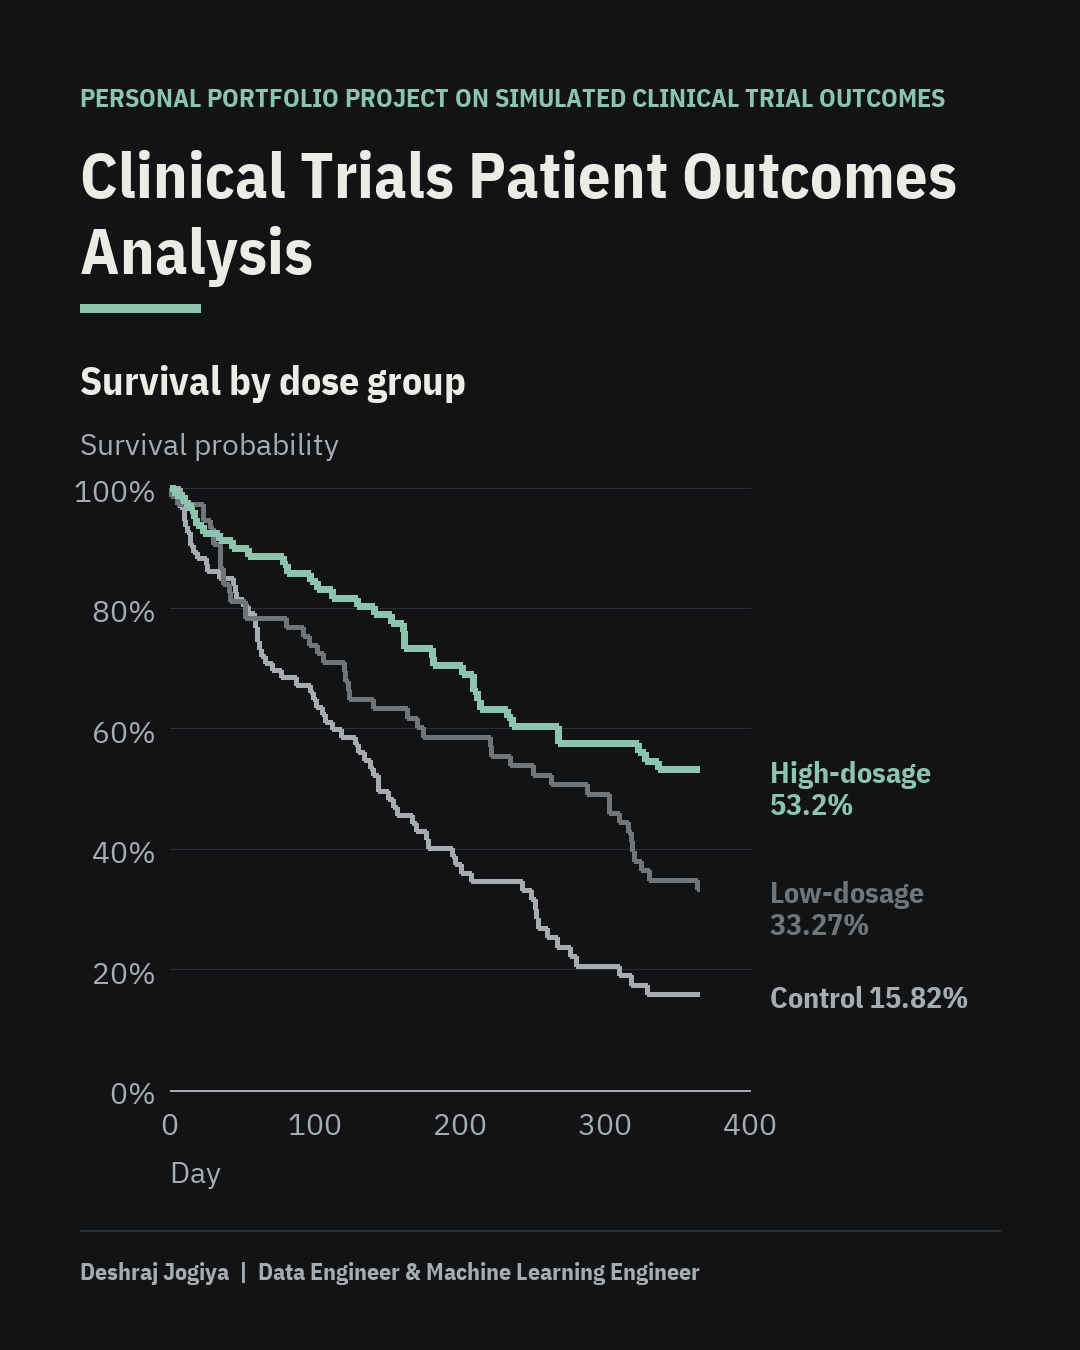 PERSONAL PORTFOLIO PROJECT ON SIMULATED CLINICAL TRIAL OUTCOMES
Clinical Trials Patient Outcomes
Analysis
Survival by dose group
Survival probability
100%
80%
60%
40%
20%
0%
High-dosage
53.2%
Low-dosage
33.27%
Control 15.82%
0 100 200 300 400
Day
Deshraj Jogiya | Data Engineer & Machine Learning Engineer